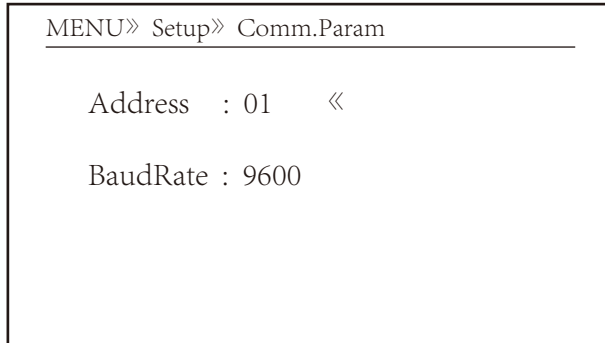 MENU》 Setup》 Comm.Param
Address : 01 《
BaudRate : 9600